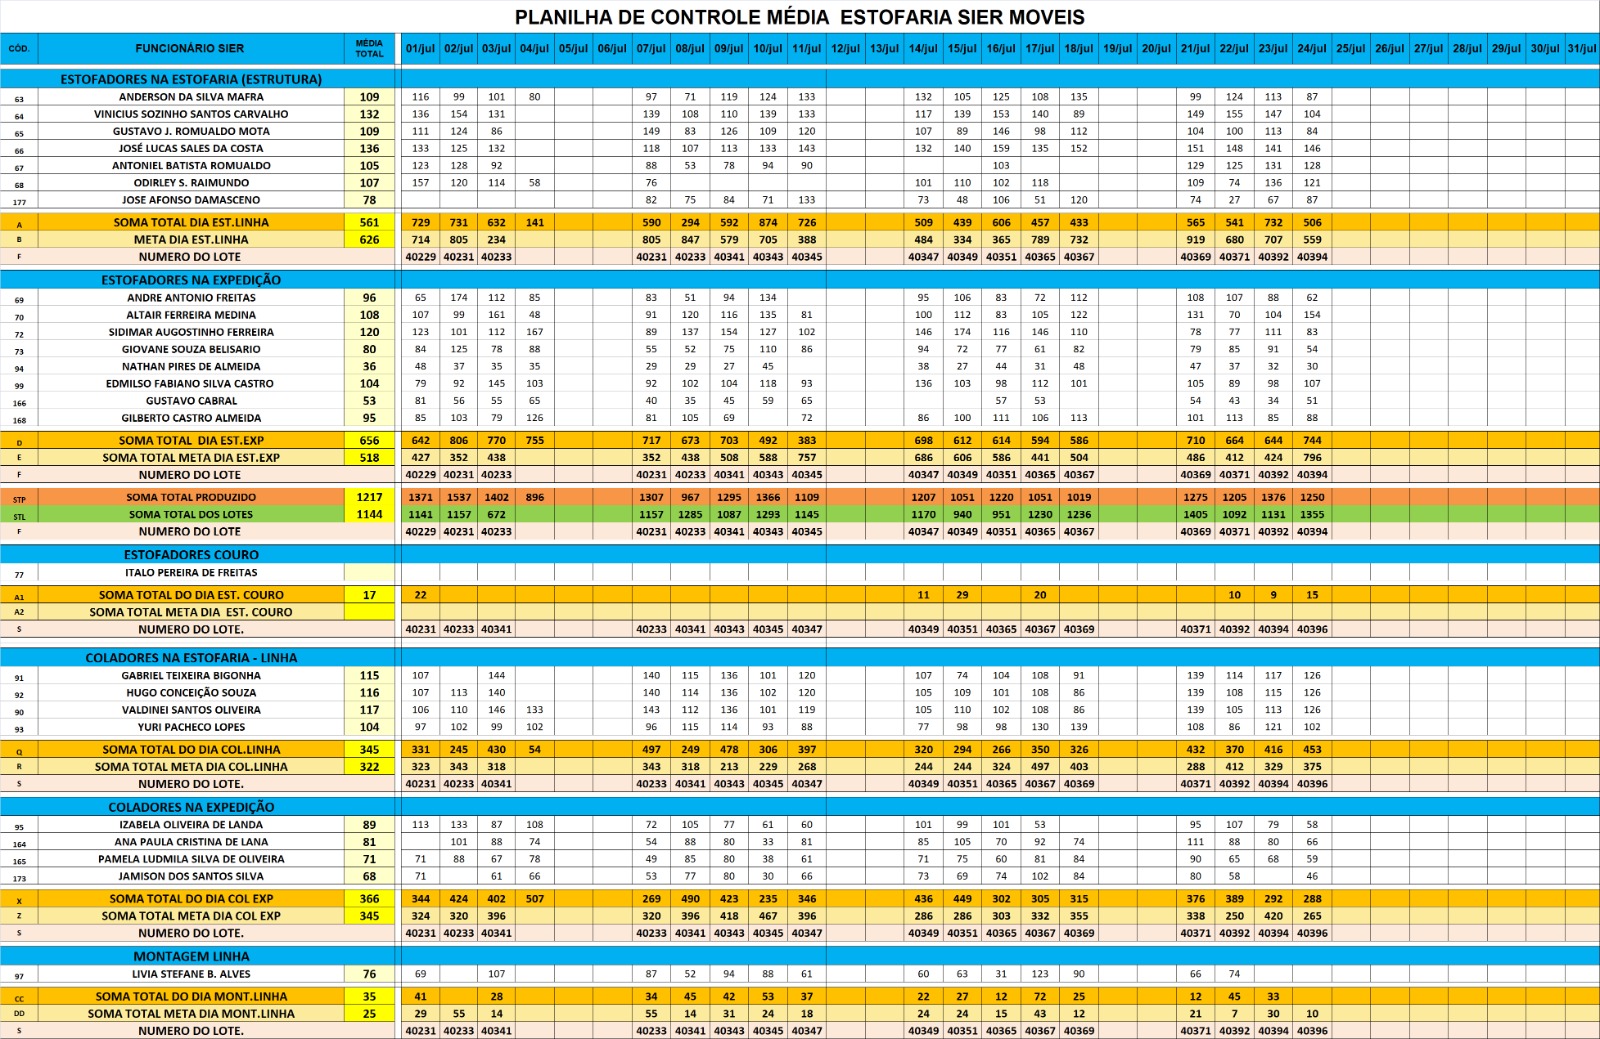 PLANILHA DE CONTROLE MÉDIA ESTOFARIA SIER MOVEIS
CÓD. FUNCIONÁRIO SIER MÉDIA TOTAL 01/jul 02/jul 03/jul 04/jul 05/jul 06/jul 07/jul 08/jul 09/jul 10/jul 11/jul 12/jul 13/jul 14/jul 15/jul 16/jul 17/jul 18/jul 19/jul 20/jul 21/jul 22/jul 23/jul 24/jul 25/jul 26/jul 27/jul 28/jul 29/jul 30/jul 31/jul
ESTOFADORES NA ESTOFARIA (ESTRUTURA)
63 ANDERSON DA SILVA MAFRA 109 116 99 101 80 97 71 119 124 133 132 105 125 108 135 99 124 113 87
64 VINICIUS SOZINHO SANTOS CARVALHO 132 136 154 131 139 108 110 139 133 117 139 153 140 89 149 155 147 104
65 GUSTAVO J. ROMUALDO MOTA 109 111 124 86 149 83 126 109 120 107 89 146 98 112 104 100 113 84
66 JOSÉ LUCAS SALES DA COSTA 136 133 125 132 118 107 113 133 143 132 140 159 135 152 151 148 141 146
67 ANTONIEL BATISTA ROMUALDO 105 123 128 92 88 53 78 94 90 103 129 125 131 128
68 ODIRLEY S. RAIMUNDO 107 157 120 114 58 76 101 110 102 118 109 74 136 121
177 JOSE AFONSO DAMASCENO 78 82 75 84 71 133 73 48 106 51 120 74 27 67 87
A SOMA TOTAL DIA EST.LINHA 561 729 731 632 141 590 294 592 874 726 509 439 606 457 433 565 541 732 506
B META DIA EST.LINHA 626 714 805 234 805 847 579 705 388 484 334 365 789 732 919 680 707 559
F NUMERO DO LOTE 40229 40231 40233 40231 40233 40341 40343 40345 40347 40349 40351 40365 40367 40369 40371 40392 40394
ESTOFADORES NA EXPEDIÇÃO
69 ANDRE ANTONIO FREITAS 96 65 174 112 85 83 51 94 134 95 106 83 72 112 108 107 88 62
70 ALTAIR FERREIRA MEDINA 108 107 99 161 48 91 120 116 135 81 100 112 83 105 122 131 70 104 154
72 SIDIMAR AUGOSTINHO FERREIRA 120 123 101 112 167 89 137 154 127 102 146 174 116 146 110 78 77 111 83
73 GIOVANE SOUZA BELISARIO 80 84 125 78 88 55 52 75 110 86 94 72 77 61 82 79 85 91 54
94 NATHAN PIRES DE ALMEIDA 36 48 37 35 35 29 29 27 45 38 27 44 31 48 47 37 32 30
99 EDMILSO FABIANO SILVA CASTRO 104 79 92 145 103 92 102 104 118 93 136 103 98 112 101 105 89 98 107
166 GUSTAVO CABRAL 53 81 56 55 65 40 35 45 59 65 57 53 54 43 34 51
168 GILBERTO CASTRO ALMEIDA 95 85 103 79 126 81 105 69 72 86 100 111 106 113 101 113 85 88
D SOMA TOTAL DIA EST.EXP 656 642 806 770 755 717 673 703 492 383 698 612 614 594 586 710 664 644 744
E SOMA TOTAL META DIA EST.EXP 518 427 352 438 352 438 508 588 757 686 606 586 441 504 486 412 424 796
F NUMERO DO LOTE 40229 40231 40233 40231 40233 40341 40343 40345 40347 40349 40351 40365 40367 40369 40371 40392 40394
STP SOMA TOTAL PRODUZIDO 1217 1371 1537 1402 896 1307 967 1295 1366 1109 1207 1051 1220 1051 1019 1275 1205 1376 1250
STL SOMA TOTAL DOS LOTES 1144 1141 1157 672 1157 1285 1087 1293 1145 1170 940 951 1230 1236 1405 1092 1131 1355
F NUMERO DO LOTE 40229 40231 40233 40231 40233 40341 40343 40345 40347 40349 40351 40365 40367 40369 40371 40392 40394
ESTOFADORES COURO
77 ITALO PEREIRA DE FREITAS
A1 SOMA TOTAL DO DIA EST. COURO 17 22 11 29 20 10 9 15
A2 SOMA TOTAL META DIA EST. COURO
S NUMERO DO LOTE. 40231 40233 40341 40233 40341 40343 40345 40347 40349 40351 40365 40367 40369 40371 40392 40394 40396
COLADORES NA ESTOFARIA - LINHA
91 GABRIEL TEIXEIRA BIGONHA 115 107 144 140 115 136 101 120 107 74 104 108 91 139 114 117 126
92 HUGO CONCEIÇÃO SOUZA 116 107 113 140 140 114 136 102 120 105 109 101 108 86 139 108 115 126
90 VALDINEI SANTOS OLIVEIRA 117 106 110 146 133 143 112 136 101 119 105 110 102 108 86 139 105 113 126
93 YURI PACHECO LOPES 104 97 102 99 102 96 115 114 93 88 77 98 98 130 139 108 86 121 102
Q SOMA TOTAL DO DIA COL.LINHA 345 331 245 430 54 497 249 478 306 397 320 294 266 350 326 432 370 416 453
R SOMA TOTAL META DIA COL.LINHA 322 323 343 318 343 318 213 229 268 244 244 324 497 403 288 412 329 375
S NUMERO DO LOTE. 40231 40233 40341 40233 40341 40343 40345 40347 40349 40351 40365 40367 40369 40371 40392 40394 40396
COLADORES NA EXPEDIÇÃO
95 IZABELA OLIVEIRA DE LANDA 89 113 133 87 108 72 105 77 61 60 101 99 101 53 95 107 79 58
164 ANA PAULA CRISTINA DE LANA 81 101 88 74 54 88 80 33 81 85 105 70 92 74 111 88 80 66
165 PAMELA LUDMILA SILVA DE OLIVEIRA 71 71 88 67 78 49 85 80 38 61 71 75 60 81 84 90 65 68 59
173 JAMISON DOS SANTOS SILVA 68 71 61 66 53 77 80 30 66 73 69 74 102 84 80 58 46
X SOMA TOTAL DO DIA COL EXP 366 344 424 402 507 269 490 423 235 346 436 449 302 305 315 376 389 292 288
Z SOMA TOTAL META DIA COL EXP 345 324 320 396 320 396 418 467 396 286 286 303 332 355 338 250 420 265
S NUMERO DO LOTE. 40231 40233 40341 40233 40341 40343 40345 40347 40349 40351 40365 40367 40369 40371 40392 40394 40396
MONTAGEM LINHA
97 LIVIA STEFANE B. ALVES 76 69 107 87 52 94 88 61 60 63 31 123 90 66 74
CC SOMA TOTAL DO DIA MONT.LINHA 35 41 28 34 45 42 53 37 22 27 12 72 25 12 45 33
DD SOMA TOTAL META DIA MONT.LINHA 25 29 55 14 55 14 31 24 18 24 24 15 43 12 21 7 30 10
S NUMERO DO LOTE. 40231 40233 40341 40233 40341 40343 40345 40347 40349 40351 40365 40367 40369 40371 40392 40394 40396